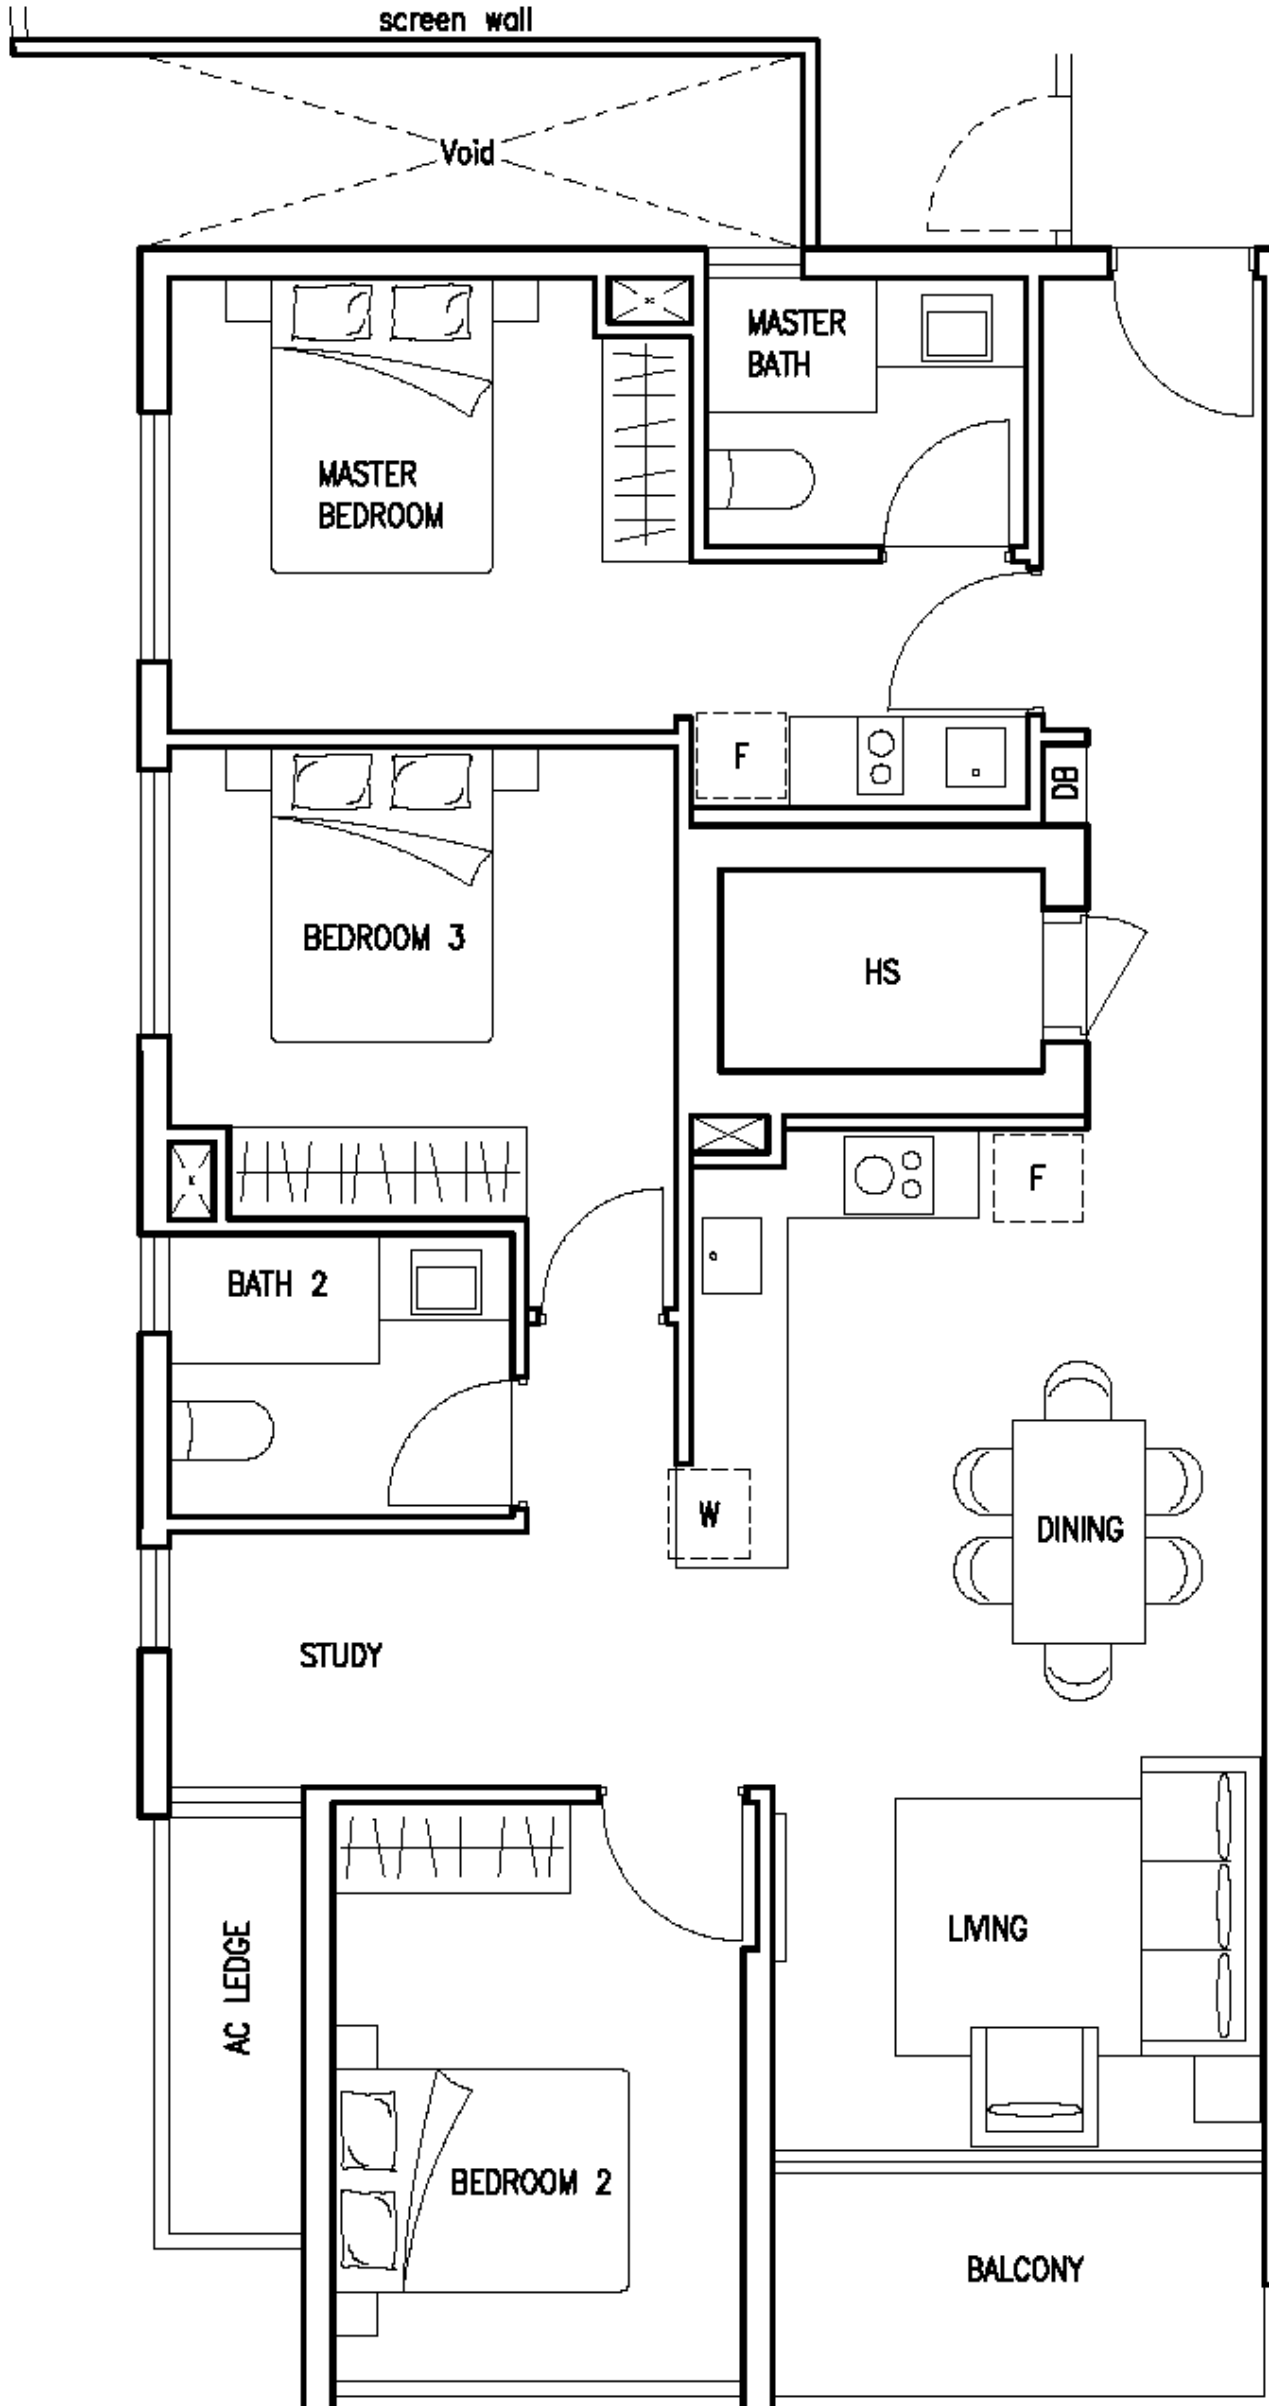 screen wall
Void
MASTER
BATH
MASTER
BEDROOM
F
DB
BEDROOM 3
HS
F
BATH 2
W
DINING
STUDY
LIVING
AC LEDGE
BEDROOM 2
BALCONY